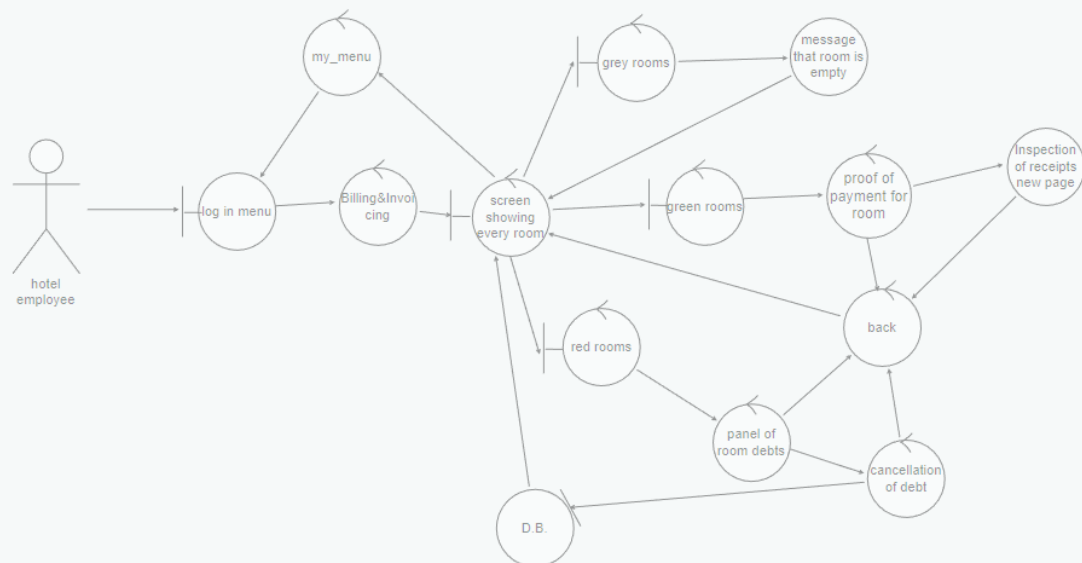 my_menu
grey rooms
message
that room is
empty
hotel
employee
log in menu
Billing&Invoi
cing
screen
showing
every room
green rooms
proof of
payment for
room
Inspection
of receipts
new page
back
red rooms
panel of
room debts
cancellation
of debt
D.B.